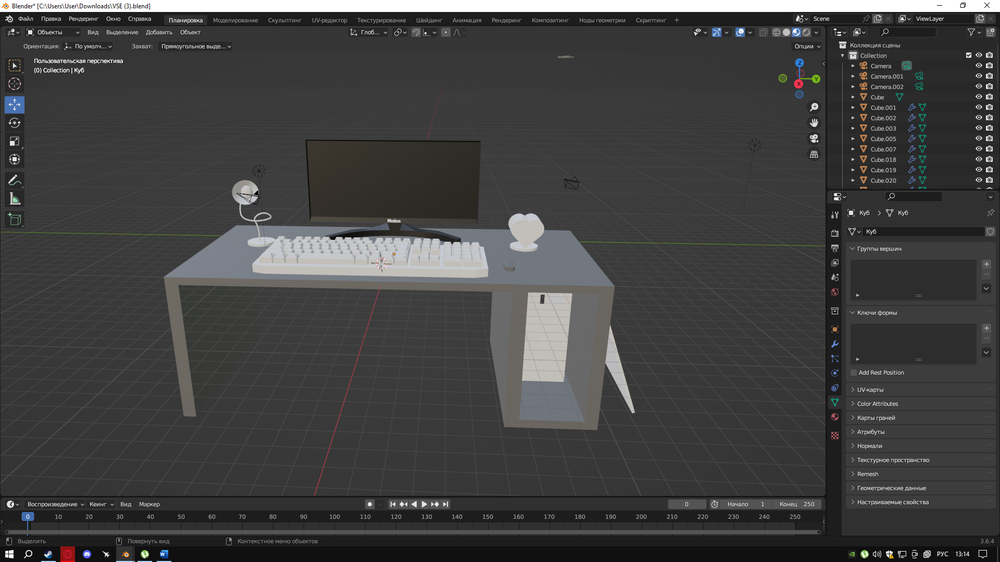 Blender* [C:\Users\User\Downloads\VSE (3).blend]
Файл Правка Рендеринг Окно Справка
Планировка Моделирование Скульптинг UV-редактор Текстурирование Шейдинг Анимация Рендеринг Композитинг Ноды геометрии Скриптинг +
Scene
ViewLayer
Объекты Вид Выделение Добавить Объект
Глоб...
Ориентация: По умолч... Захват: Прямоугольное выде...
Опции
Пользовательская перспектива
(0) Collection | Куб
Z
Y
X
Motion
Коллекция сцены
Collection
Camera
Camera.001
Camera.002
Cube
Cube.001
Cube.002
Cube.003
Cube.005
Cube.007
Cube.018
Cube.019
Cube.020
Куб > Куб
Куб
Группы вершин
Ключи формы
Add Rest Position
UV-карты
Color Attributes
Карты граней
Атрибуты
Нормали
Текстурное пространство
Remesh
Геометрические данные
Настраиваемые свойства
Воспроизведение Кеинг Вид Маркер
0 Начало 1 Конец 250
0 10 20 30 40 50 60 70 80 90 100 110 120 130 140 150 160 170 180 190 200 210 220 230 240 250
Выделить Повернуть вид Контекстное меню объектов
3.6.4
РУС 13:14